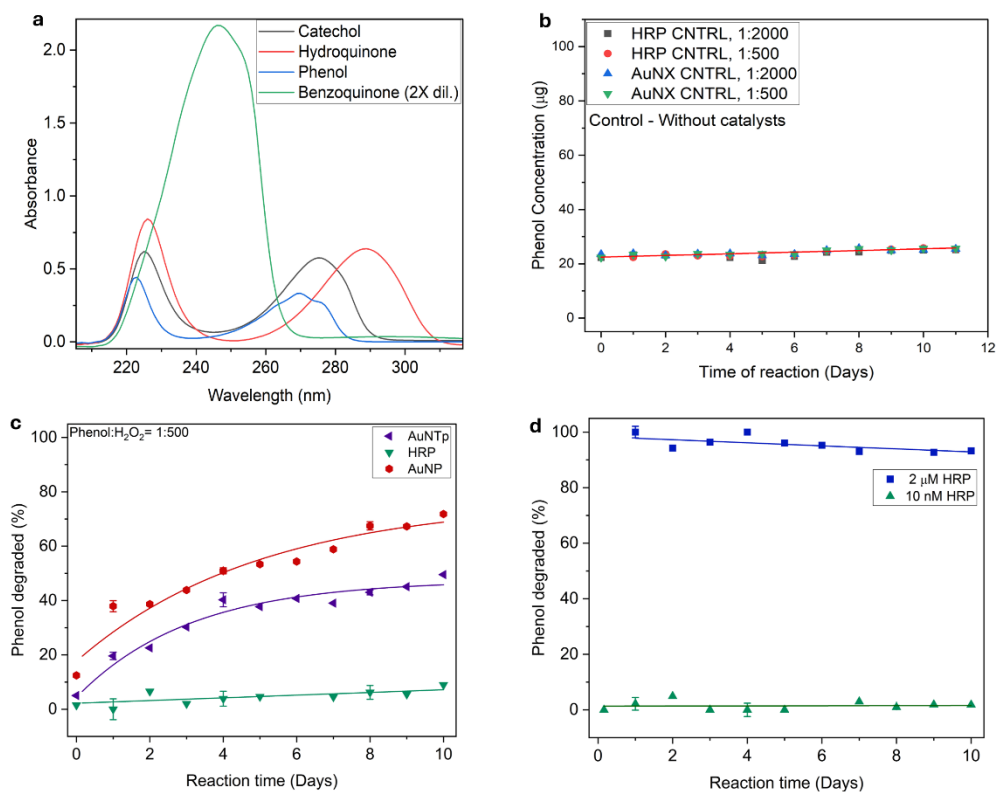 a
Catechol
Hydroquinone
Phenol
Benzoquinone (2X dil.)
2.0
1.5
1.0
0.5
0.0
Absorbance
220 240 260 280 300
Wavelength (nm)
b
HRP CNTRL, 1:2000
HRP CNTRL, 1:500
AuNX CNTRL, 1:2000
AuNX CNTRL, 1:500
Control - Without catalysts
100
80
60
40
20
0
Phenol Concentration (µg)
0 2 4 6 8 10 12
Time of reaction (Days)
c
Phenol:H₂O₂= 1:500
AuNTp
HRP
AuNP
100
80
60
40
20
0
Phenol degraded (%)
0 2 4 6 8 10
Reaction time (Days)
d
2 µM HRP
10 nM HRP
100
80
60
40
20
0
Phenol degraded (%)
0 2 4 6 8 10
Reaction time (Days)